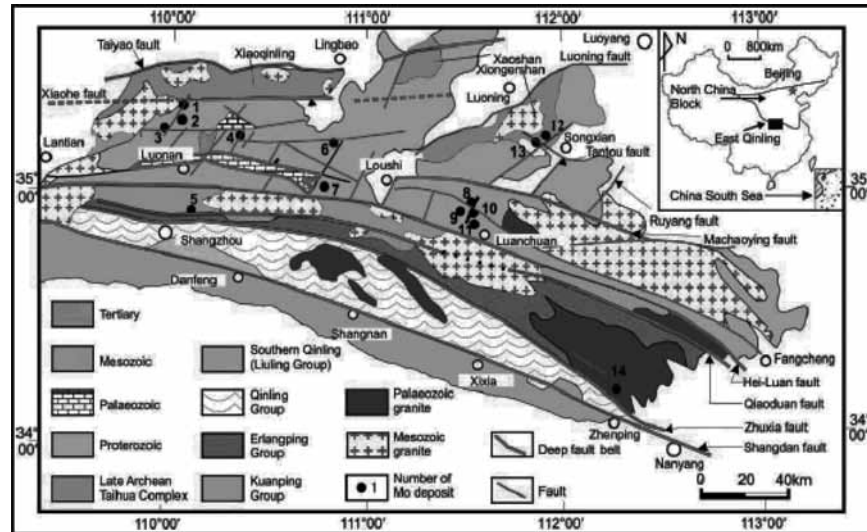 110°00'
111°00'
112°00'
113°00'
Taiyao fault
Xiaoqinling
Lingbao
Luoyang
Xiaoshan
Xiongershan
Luoning fault
Xiaohe fault
Luoning
N
0 800km
Beijing
North China
Block
East Qinling
China South Sea
1
2
3
4
12
Songxian
13
Lantian
6
Tantou fault
Luonan
Loushi
35°
00'
35°
00'
7
8
5
9
10
11
Ruyang fault
Shangzhou
Luanchuan
Machaoying fault
Danfeng
Shangnan
Tertiary
Mesozoic
Palaeozoic
Proterozoic
Late Archean
Taihua Complex
Southern Qinling
(Liuling Group)
Qinling
Group
Erlangping
Group
Kuanping
Group
Palaeozoic
granite
Mesozoic
granite
1
Number of
Mo deposit
Deep fault belt
Fault
Xixia
14
Fangcheng
Hei-Luan fault
Qiaoduan fault
Zhuxia fault
Shangdan fault
Zhenping
Nanyang
34°
00'
34°
00'
0 20 40km
110°00'
111°00'
112°00'
113°00'